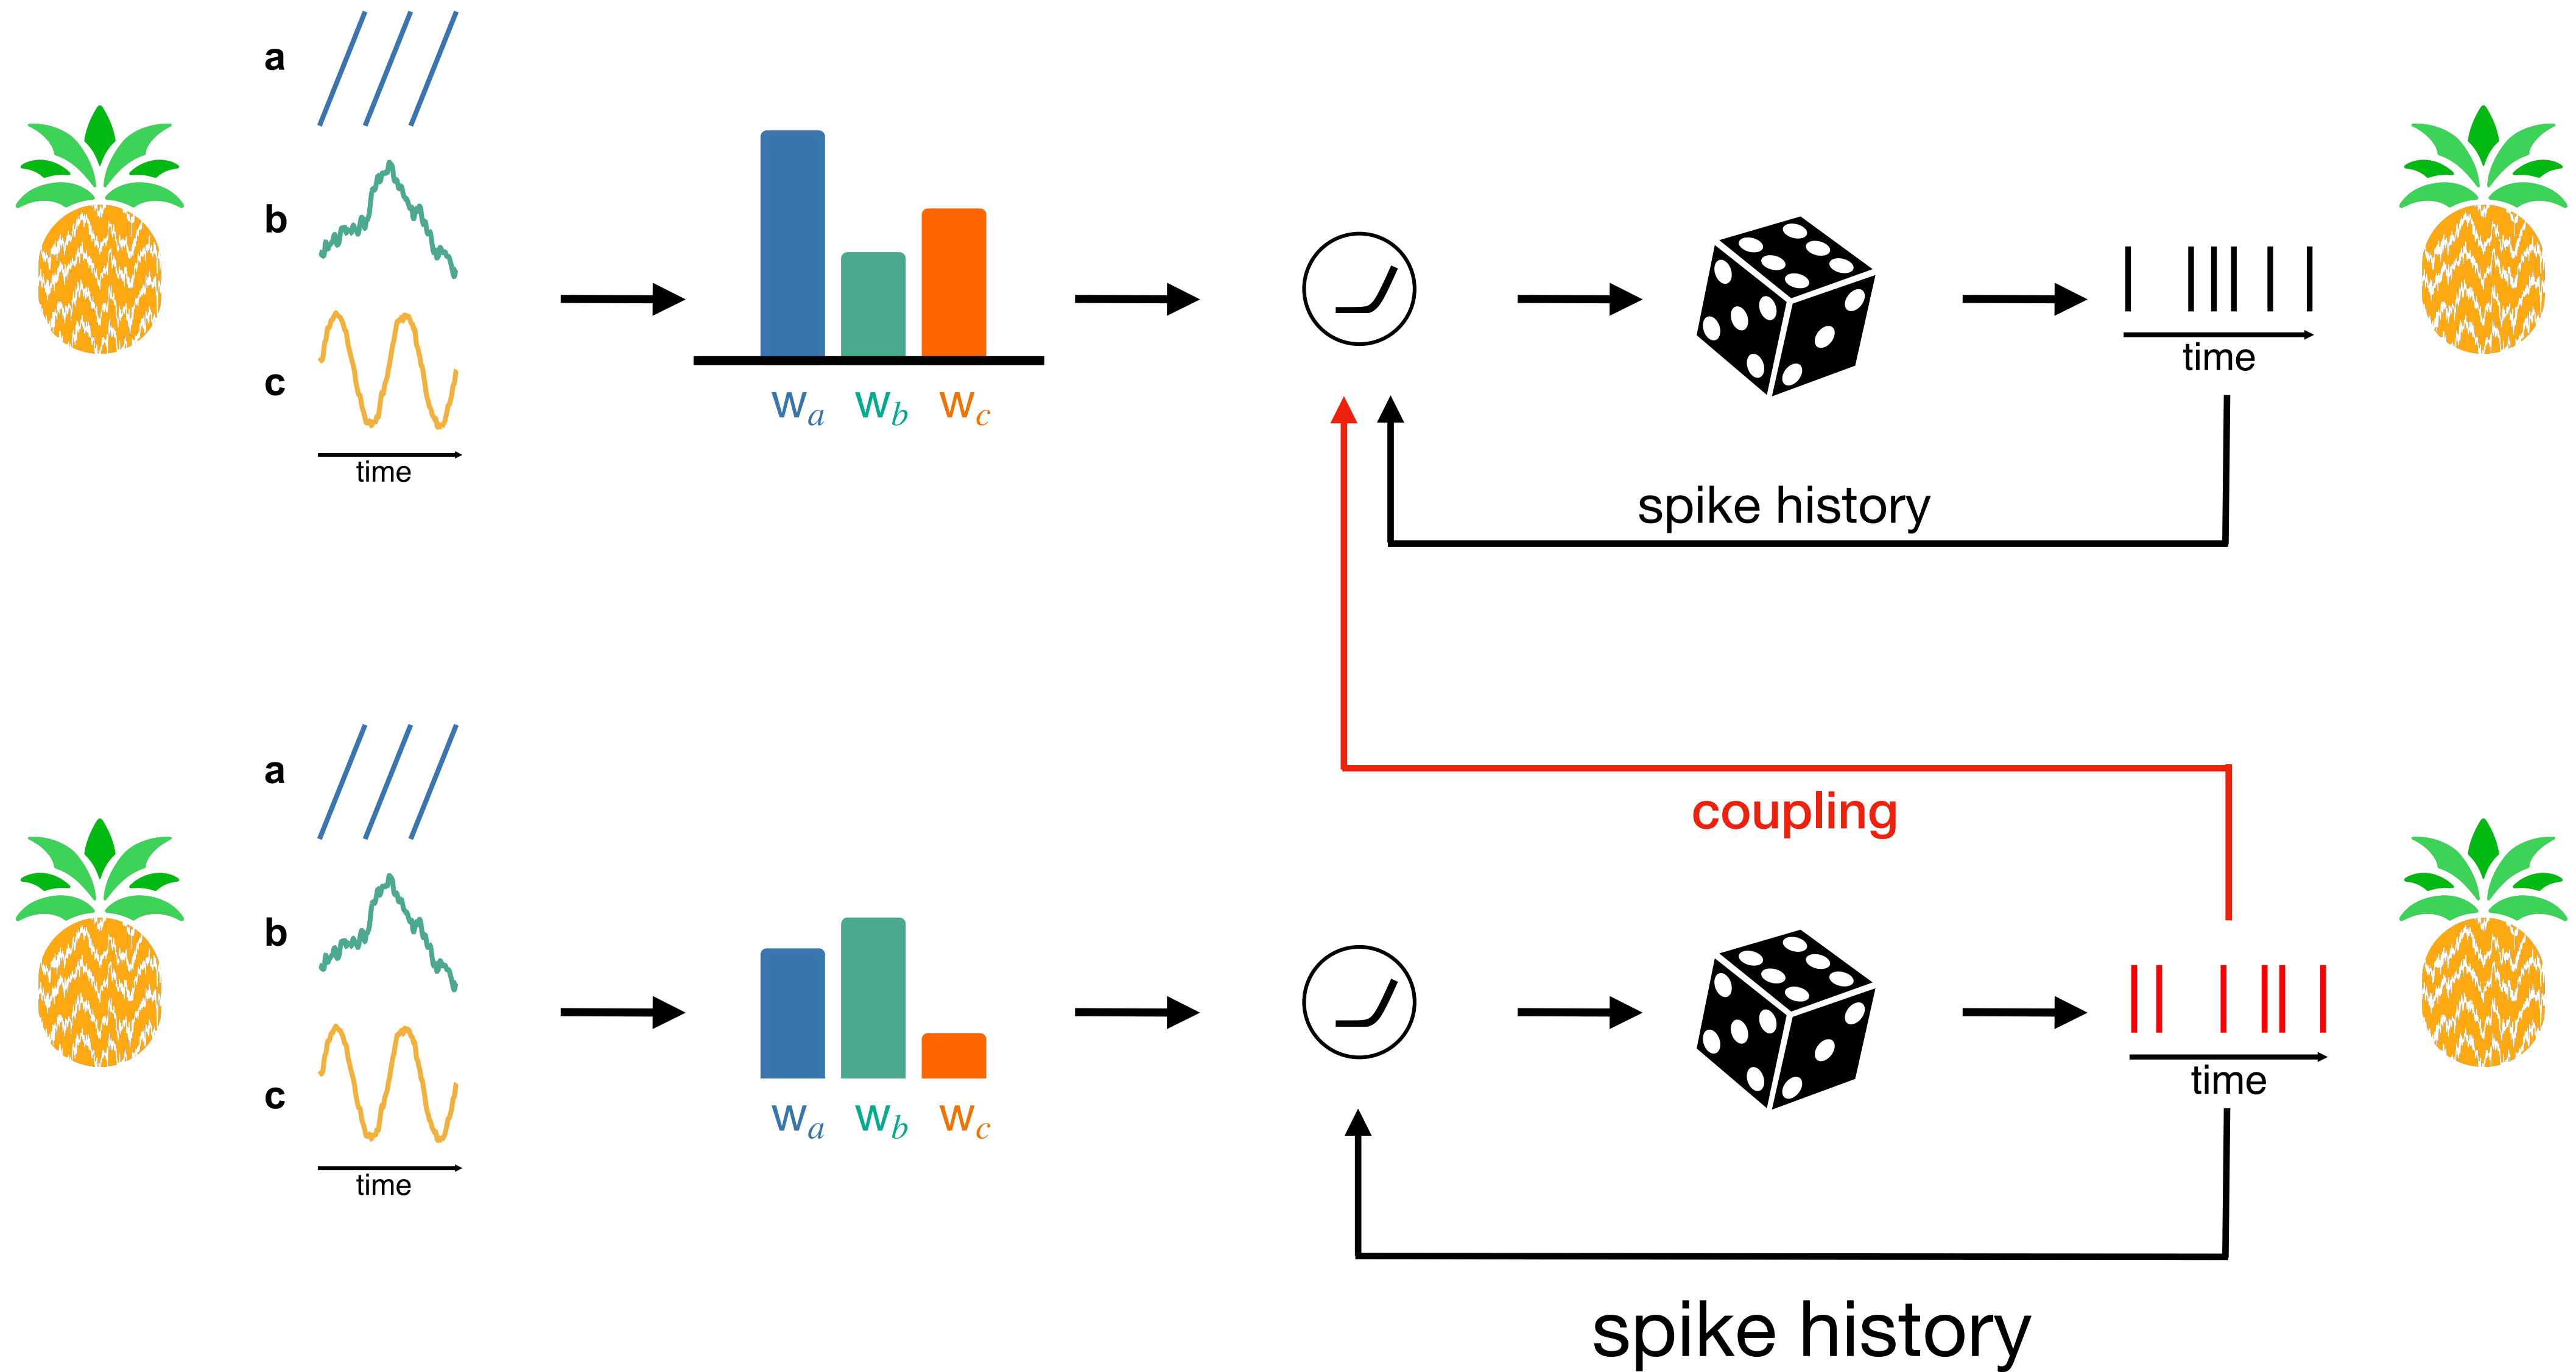 a
b
c
time
wa wb wc
time
spike history
coupling
a
b
c
time
wa wb wc
time
spike history